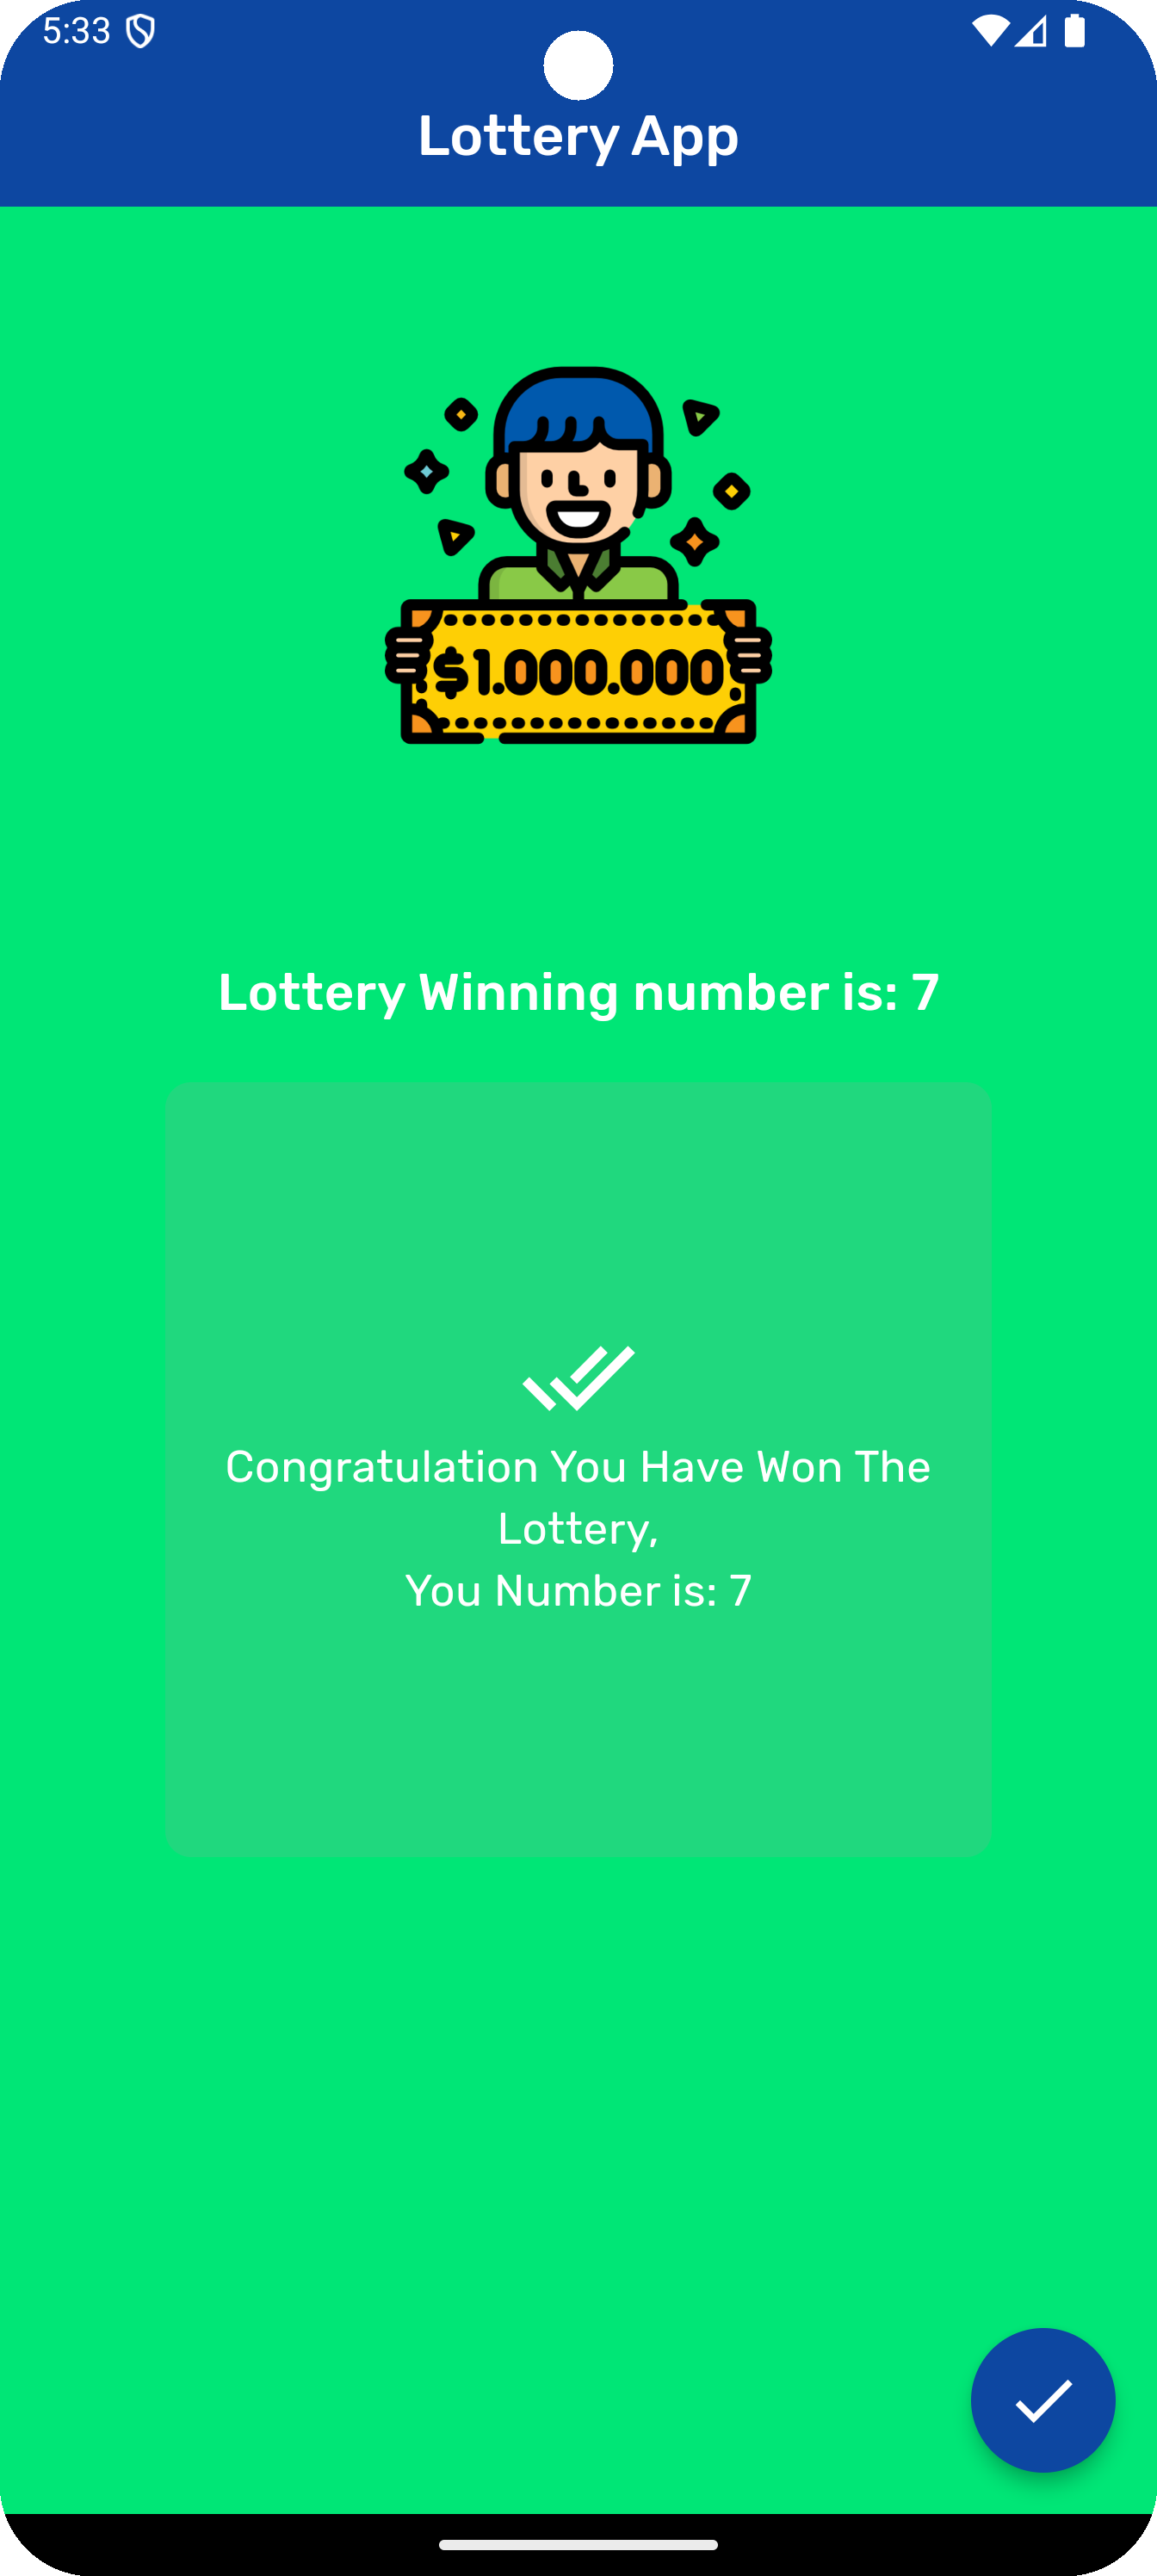 5:33
Lottery App
$1.000.000
Lottery Winning number is: 7
Congratulation You Have Won The
Lottery,
You Number is: 7